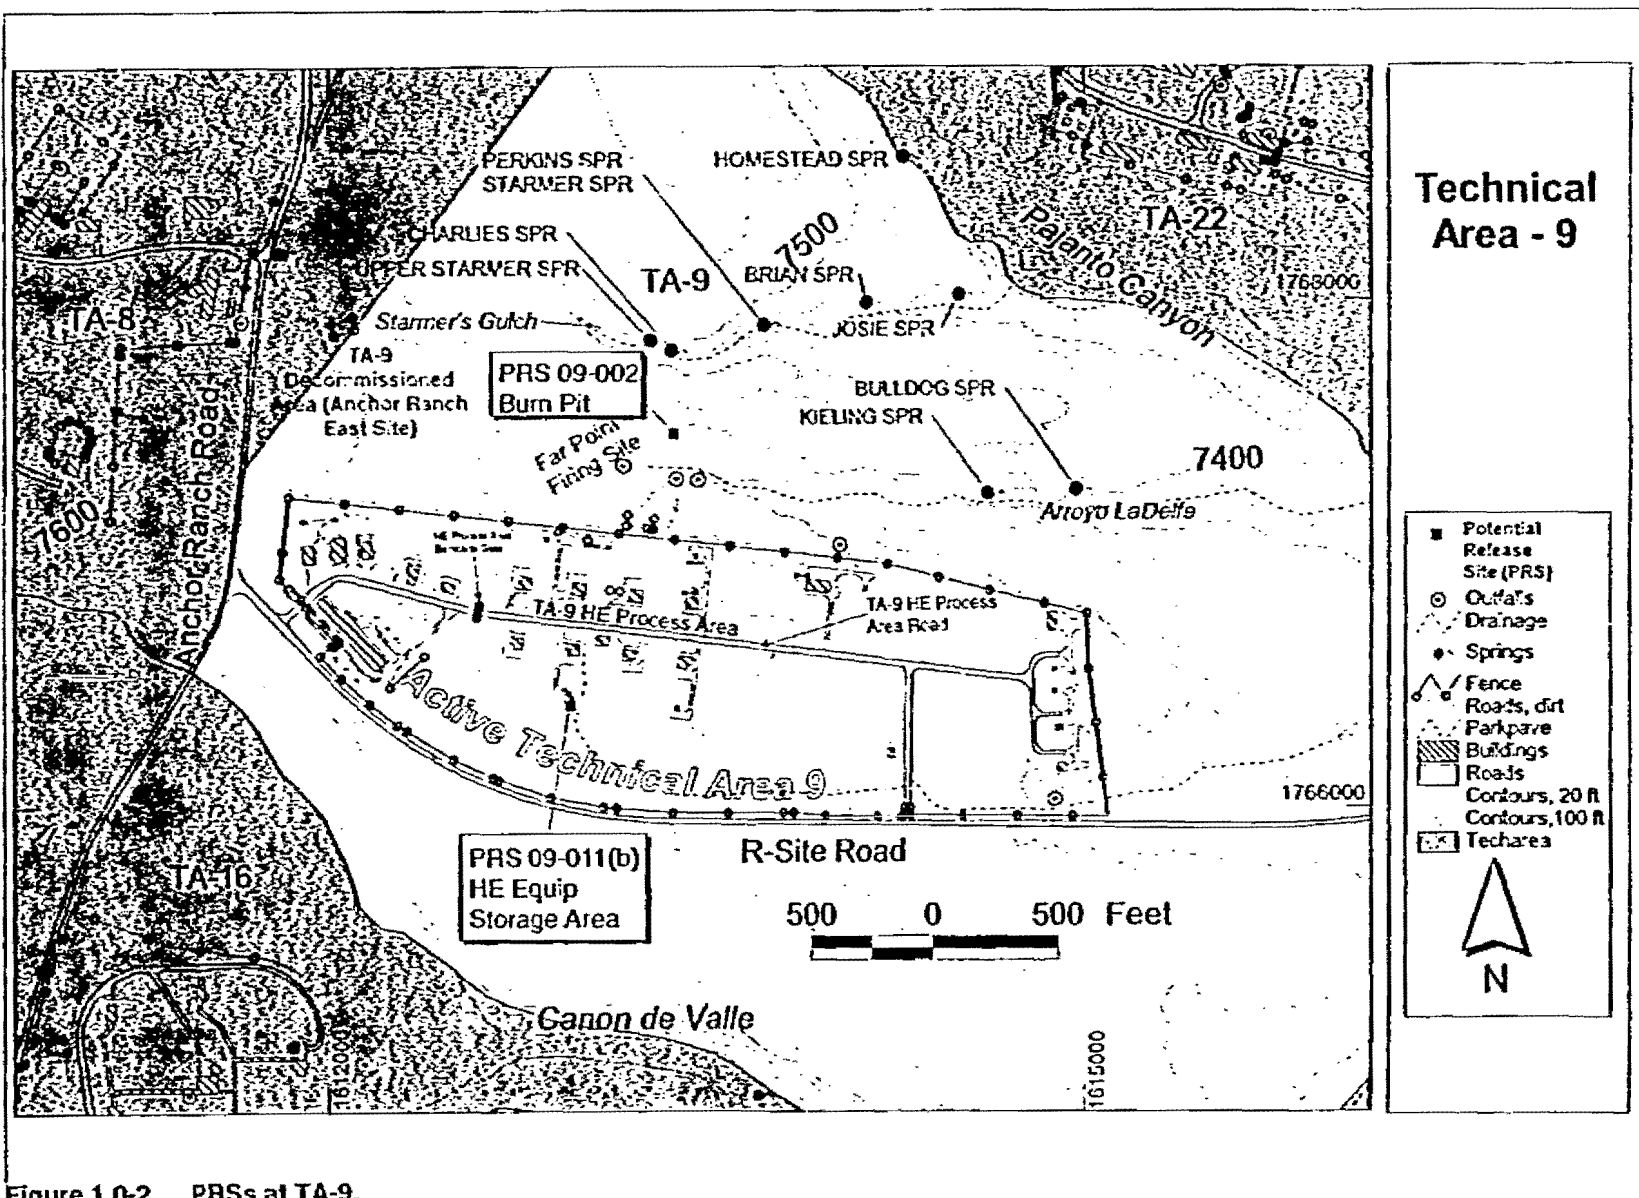 PERKINS SPR
STARMER SPR
HOMESTEAD SPR
CHARLIES SPR
UPPER STARMER SPR
TA-9
7500
BRIAN SPR
JOSIE SPR
Pajarito Canyon
TA-22
1768000
Technical
Area - 9
TA-8
Starmer's Gulch
TA-9
Decommissioned
Area (Anchor Ranch
East Site)
PRS 09-002
Burn Pit
Far Point
Firing Site
BULLDOG SPR
KIELING SPR
7400
Arroyo LaDelfe
7600
Anchor Ranch Road
TA-9 HE Process Area
TA-9 HE Process
Area Road
Active Technical Area 9
1766000
R-Site Road
PRS 09-011(b)
HE Equip
Storage Area
TA-16
500 0 500 Feet
Canon de Valle
1612000
1615000
Potential
Release
Site (PRS)
Outfalls
Drainage
Springs
Fence
Roads, dirt
Parkpave
Buildings
Roads
Contours, 20 ft
Contours,100 ft
Techarea
N
Figure 1.0-2. PRSs at TA-9.